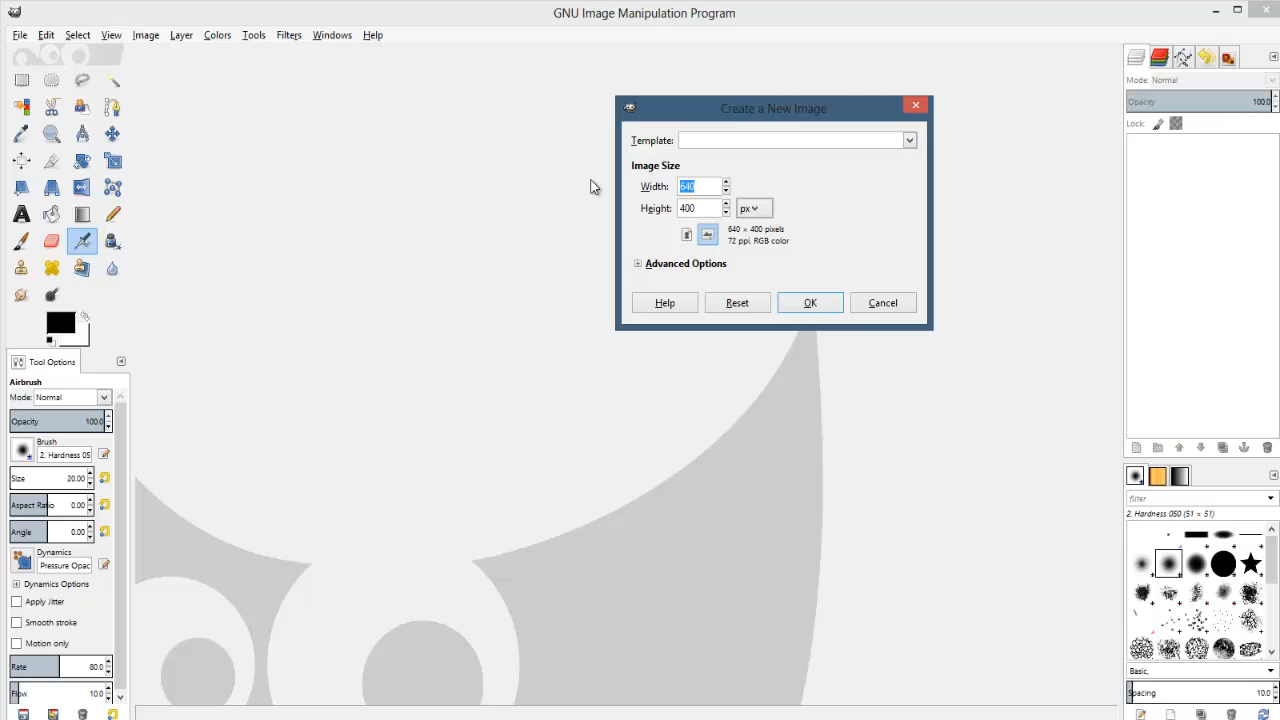 GNU Image Manipulation Program
File Edit Select View Image Layer Colors Tools Filters Windows Help
Create a New Image
Template:
Image Size
Width: 640
Height: 400 px
640 × 400 pixels
72 ppi, RGB color
Advanced Options
Help Reset OK Cancel
Tool Options
Airbrush
Mode: Normal
Opacity 100.0
Brush
2. Hardness 05
Size 20.00
Aspect Ratio 0.00
Angle 0.00
Dynamics
Pressure Opac
Dynamics Options
Apply Jitter
Smooth stroke
Motion only
Rate 80.0
Flow 10.0
Mode: Normal
Opacity 100.0
Lock:
filter
2. Hardness 050 (51 × 51)
Basic,
Spacing 10.0